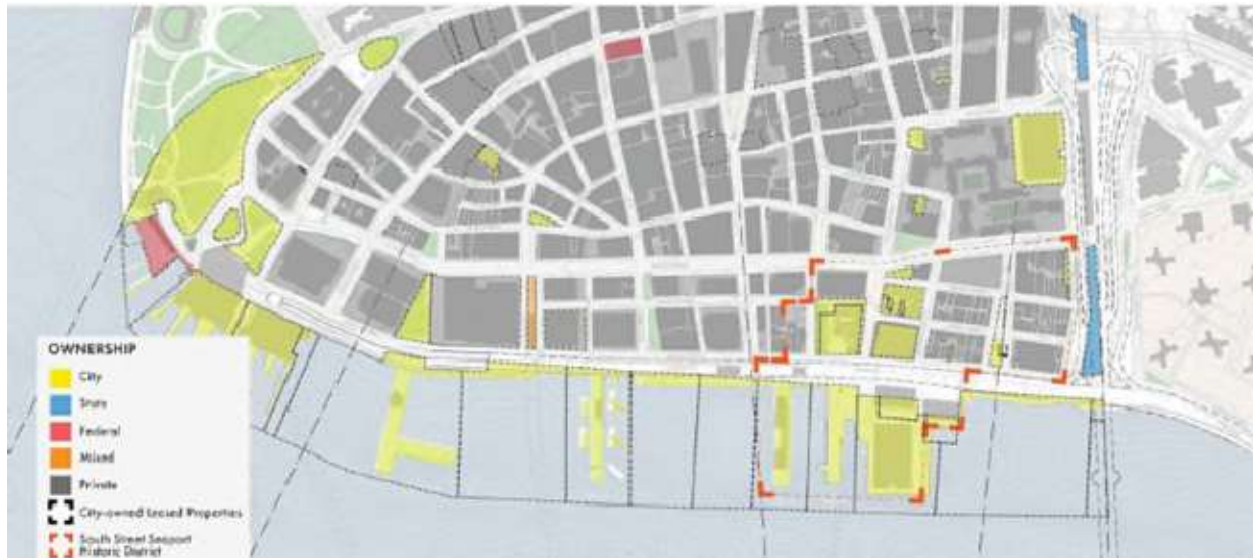 OWNERSHIP
City
State
Federal
Mixed
Private
City-owned Leased Properties
South Street Seaport
Historic District